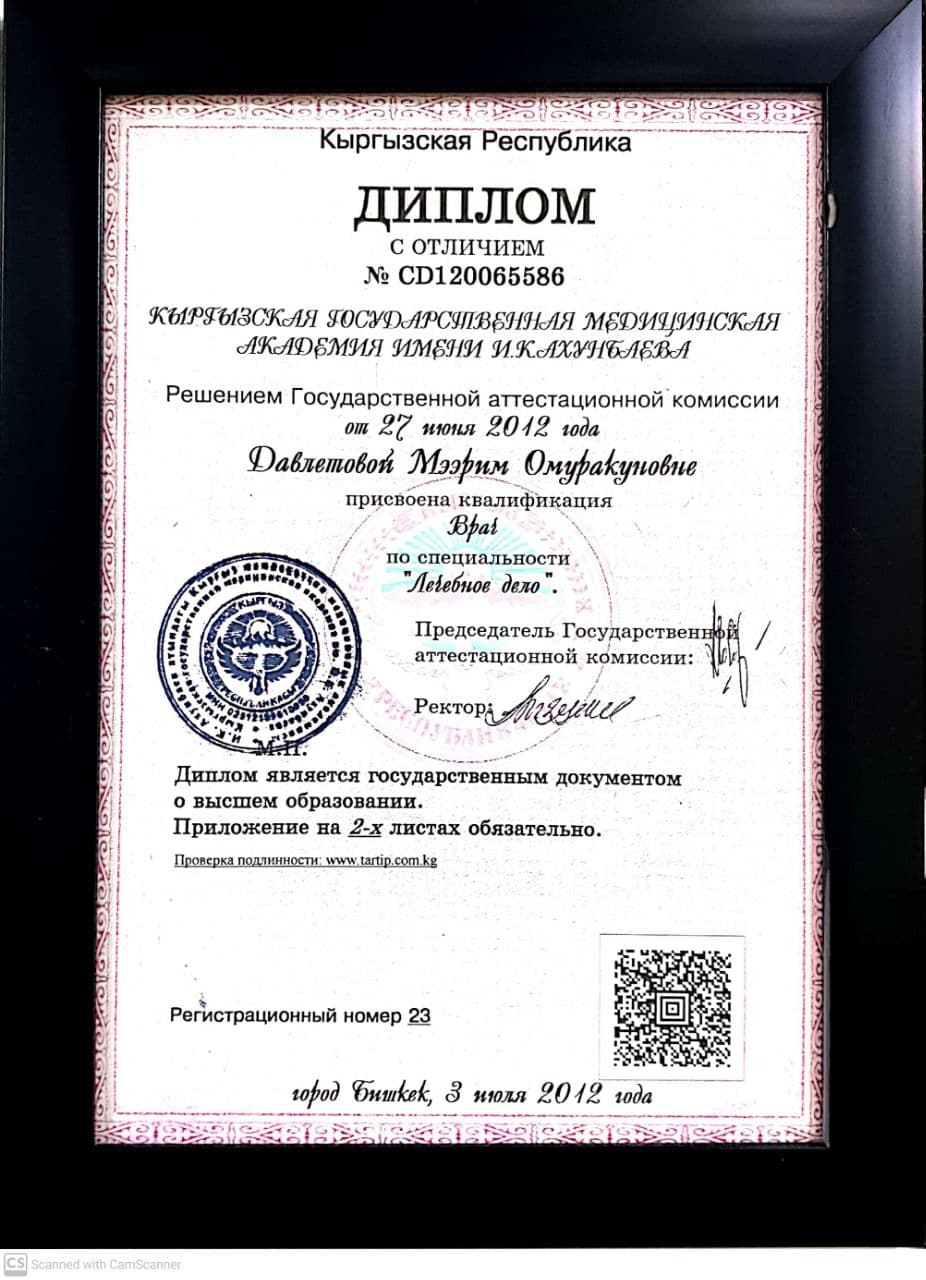 Кыргызская Республика
ДИПЛОМ
С ОТЛИЧИЕМ
№ CD120065586
КЫРГЫЗСКАЯ ГОСУДАРСТВЕННАЯ МЕДИЦИНСКАЯ
АКАДЕМИЯ ИМЕНИ И.К.АХУНБАЕВА
Решением Государственной аттестационной комиссии
от 27 июня 2012 года
Давлетовой Мээрим Омуракуновне
присвоена квалификация
Врач
по специальности
"Лечебное дело".
Председатель Государственной
аттестационной комиссии:
Ректор:
КЫРГЫЗ
РЕСПУБЛИКАСЫ
М.П.
Диплом является государственным документом
о высшем образовании.
Приложение на 2-х листах обязательно.
Проверка подлинности: www.tartip.com.kg
Регистрационный номер 23
город Бишкек, 3 июля 2012 года
CS Scanned with CamScanner